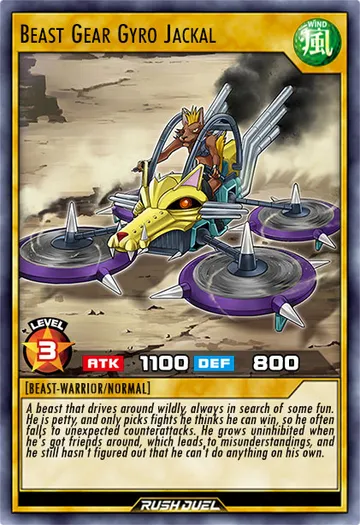 Beast Gear Gyro Jackal
WIND
風
LEVEL
3
ATK 1100 DEF 800
[BEAST-WARRIOR/NORMAL]
A beast that drives around wildly, always in search of some fun.
He is petty, and only picks fights he thinks he can win, so he often
falls to unexpected counterattacks. He grows uninhibited when
he's got friends around, which leads to misunderstandings, and
he still hasn't figured out that he can't do anything on his own.
RUSH DUEL